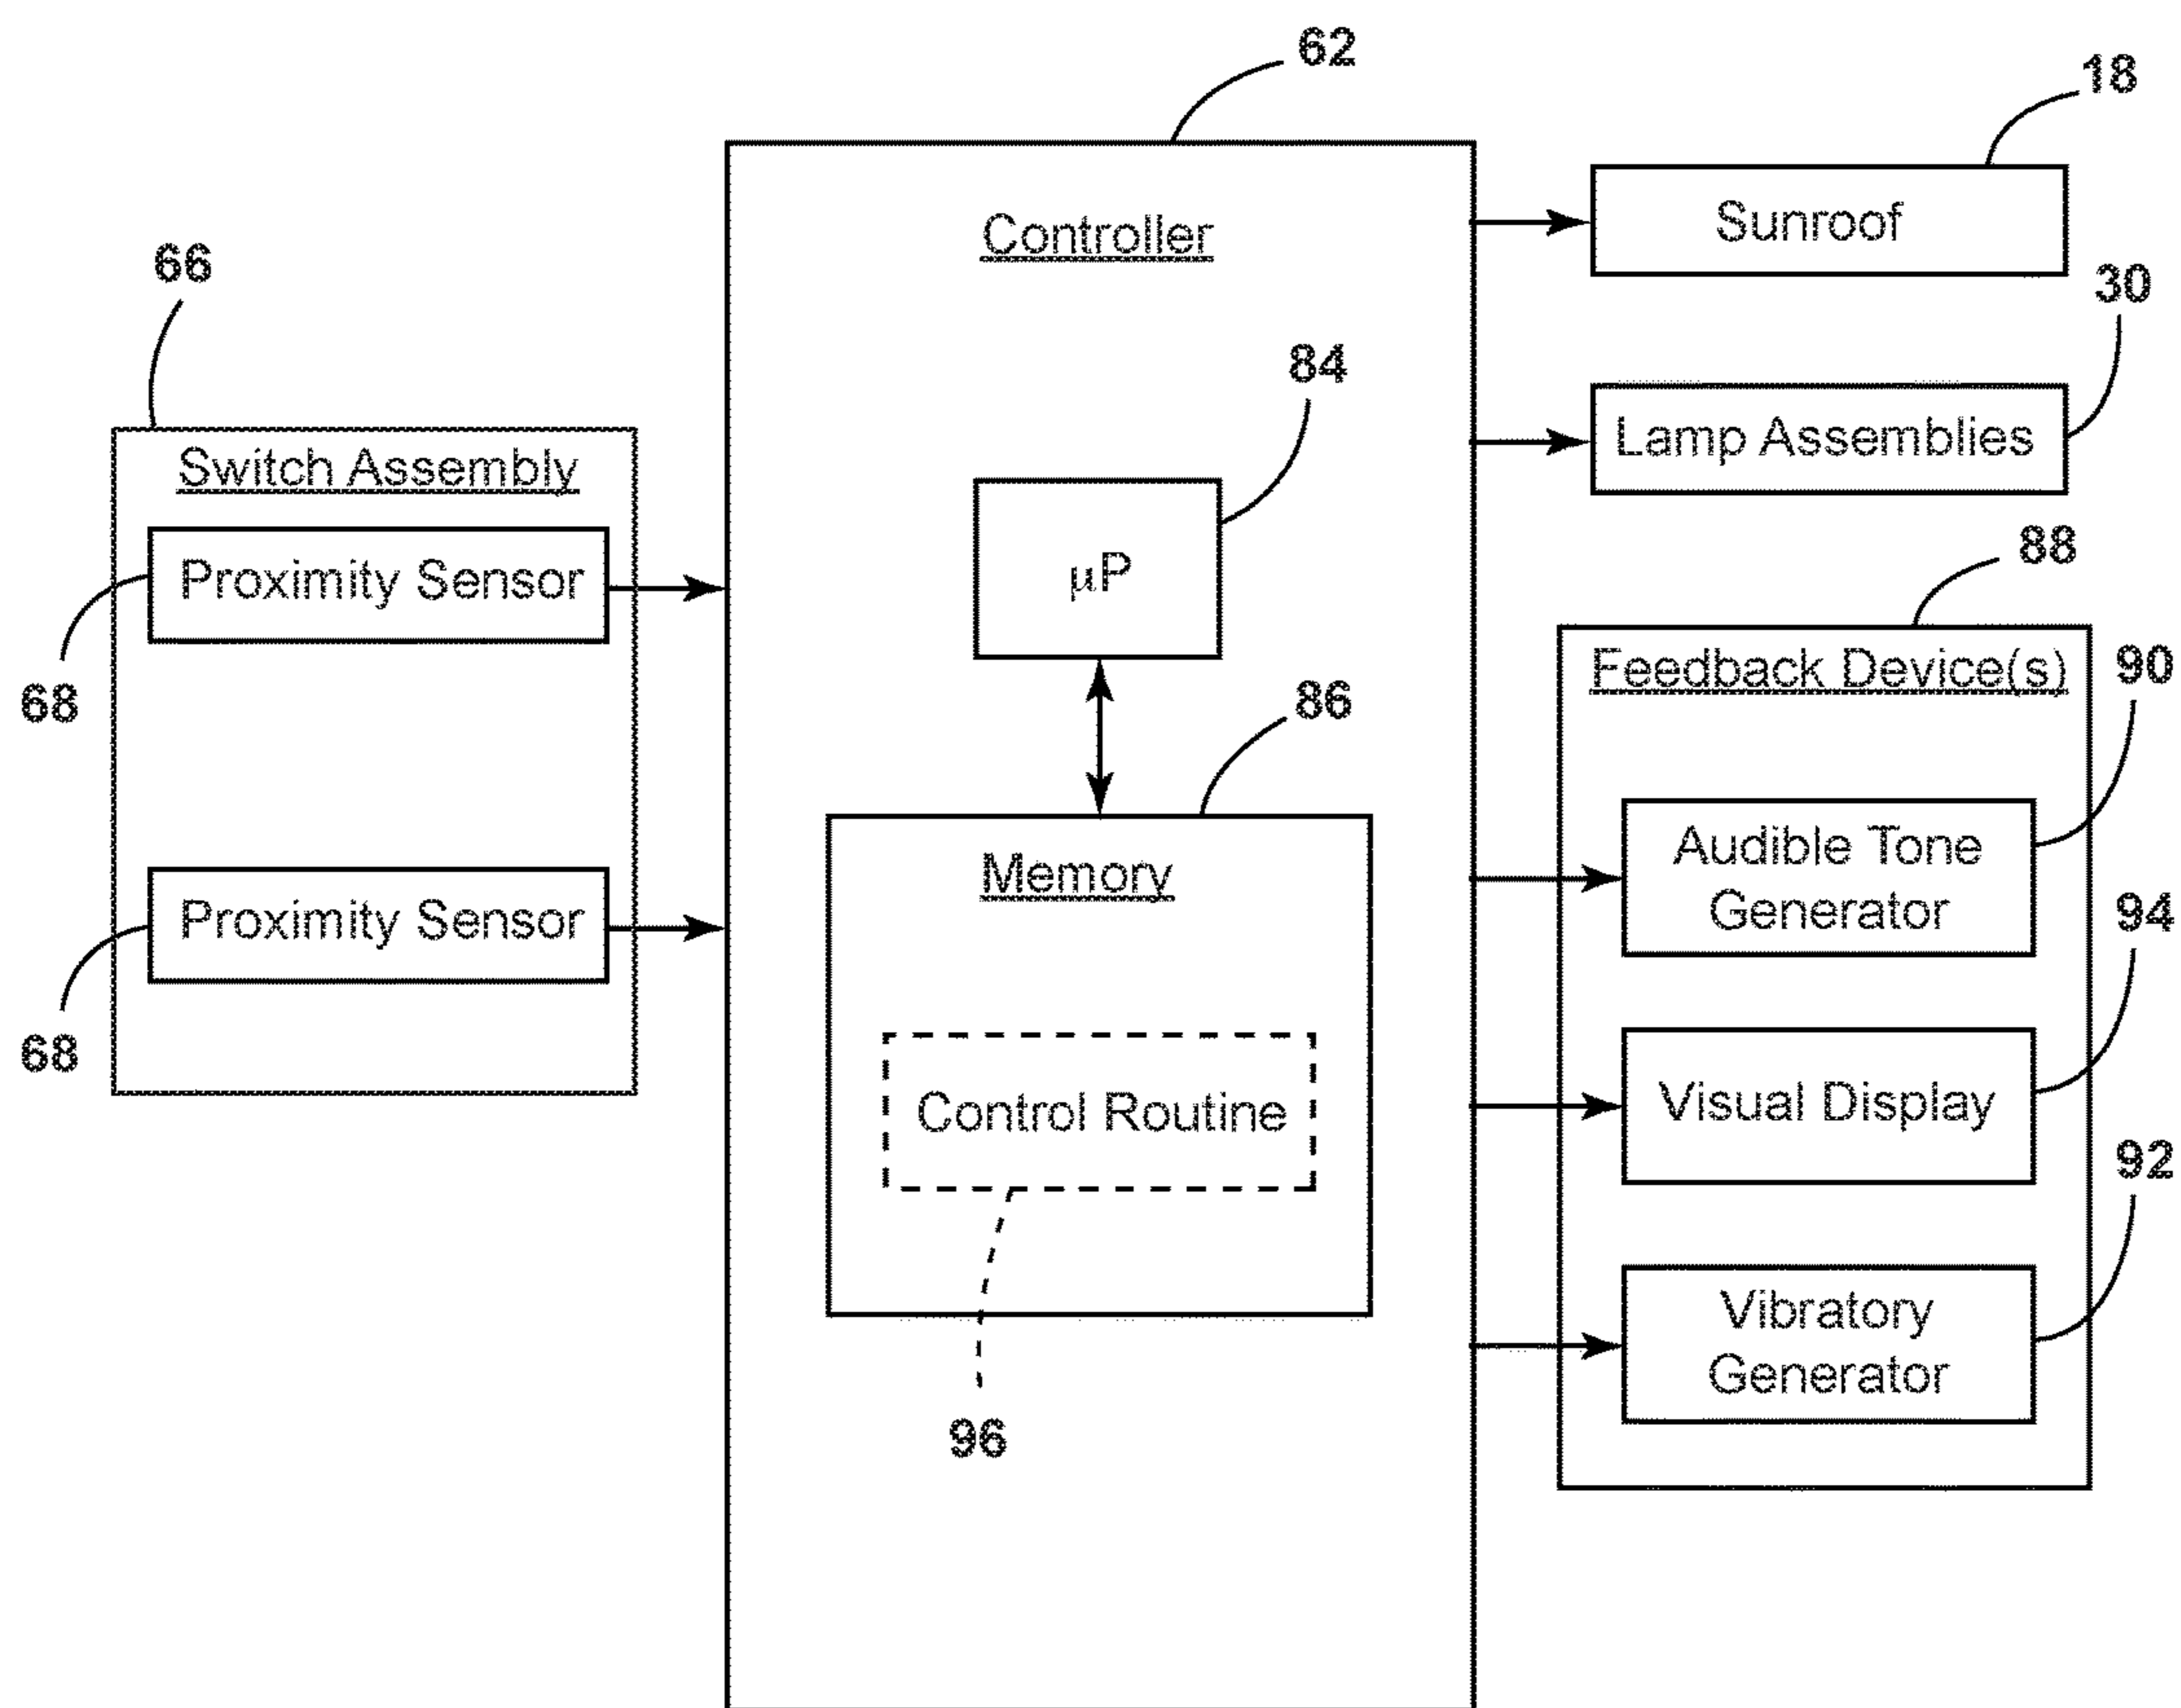 62
18
Controller
Sunroof
66
30
84
Lamp Assemblies
Switch Assembly
88
Proximity Sensor
μP
Feedback Device(s)
90
68
86
Audible Tone
Generator
Memory
94
Proximity Sensor
68
Control Routine
Visual Display
92
Vibratory
Generator
96